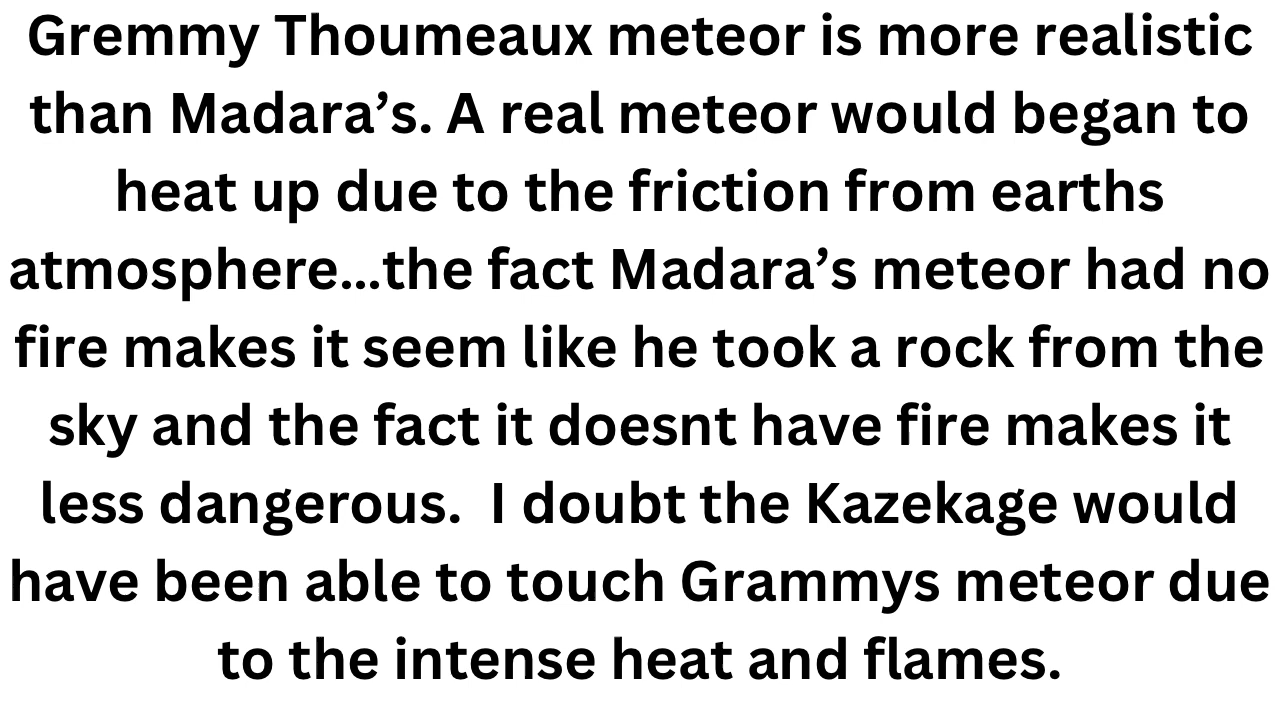 Gremmy Thoumeaux meteor is more realistic
than Madara’s. A real meteor would began to
heat up due to the friction from earths
atmosphere...the fact Madara’s meteor had no
fire makes it seem like he took a rock from the
sky and the fact it doesnt have fire makes it
less dangerous.  I doubt the Kazekage would
have been able to touch Grammys meteor due
to the intense heat and flames.